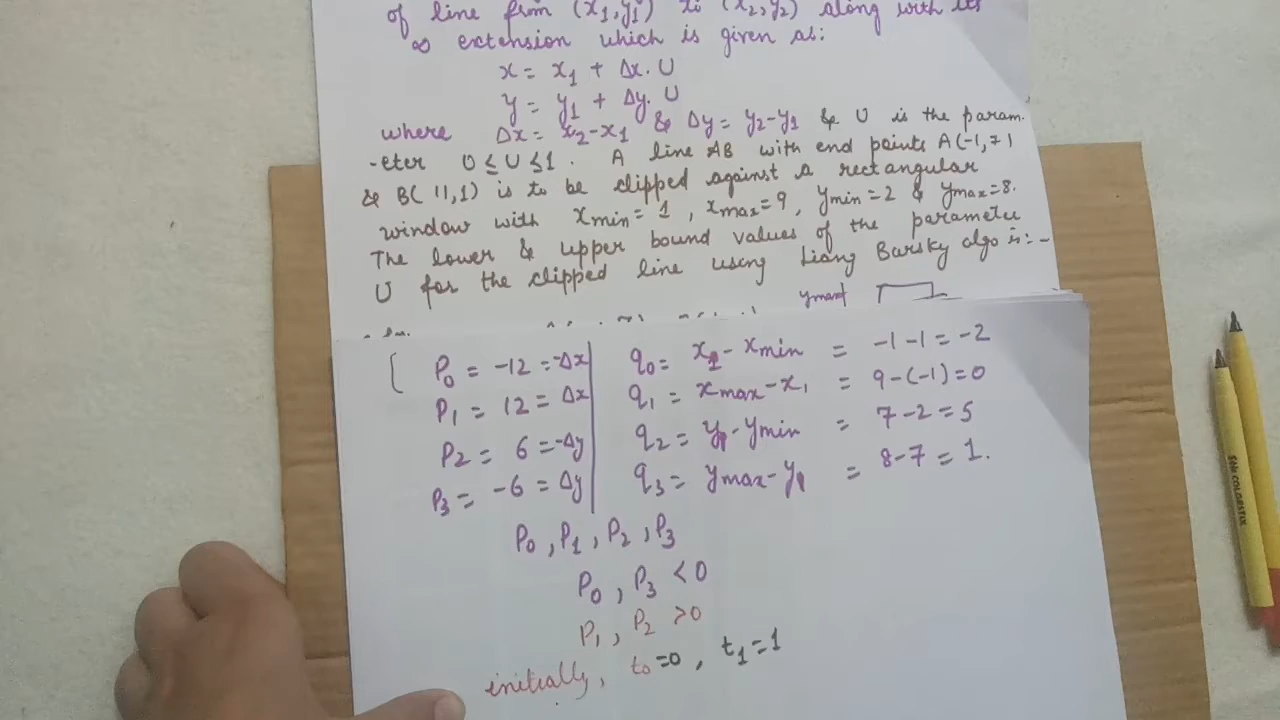 of line from (x₁,y₁) to (x₂,y₂) along with its
∞ extension which is given as:
x = x₁ + Δx. U
y = y₁ + Δy. U
where Δx = x₂-x₁ & Δy = y₂-y₁ & U is the param-
-eter 0 ≤ U ≤ 1. A line AB with end points A(-1,7)
& B(11,1) is to be clipped against a rectangular
window with xmin = 1, xmax = 9, ymin = 2 & ymax = 8.
The lower & upper bound values of the parameter
U for the clipped line using Liang Barsky algo is:-
ymax
P₀ = -12 = -Δx q₀ = x₁ - xmin = -1-1 = -2
P₁ = 12 = Δx q₁ = xmax - x₁ = 9-(-1) = 0
P₂ = 6 = -Δy q₂ = y₁ - ymin = 7-2 = 5
P₃ = -6 = Δy q₃ = ymax - y₁ = 8-7 = 1.
P₀, P₁, P₂, P₃
P₀, P₃ < 0
P₁, P₂ > 0
initially, t₀ = 0, t₁ = 1